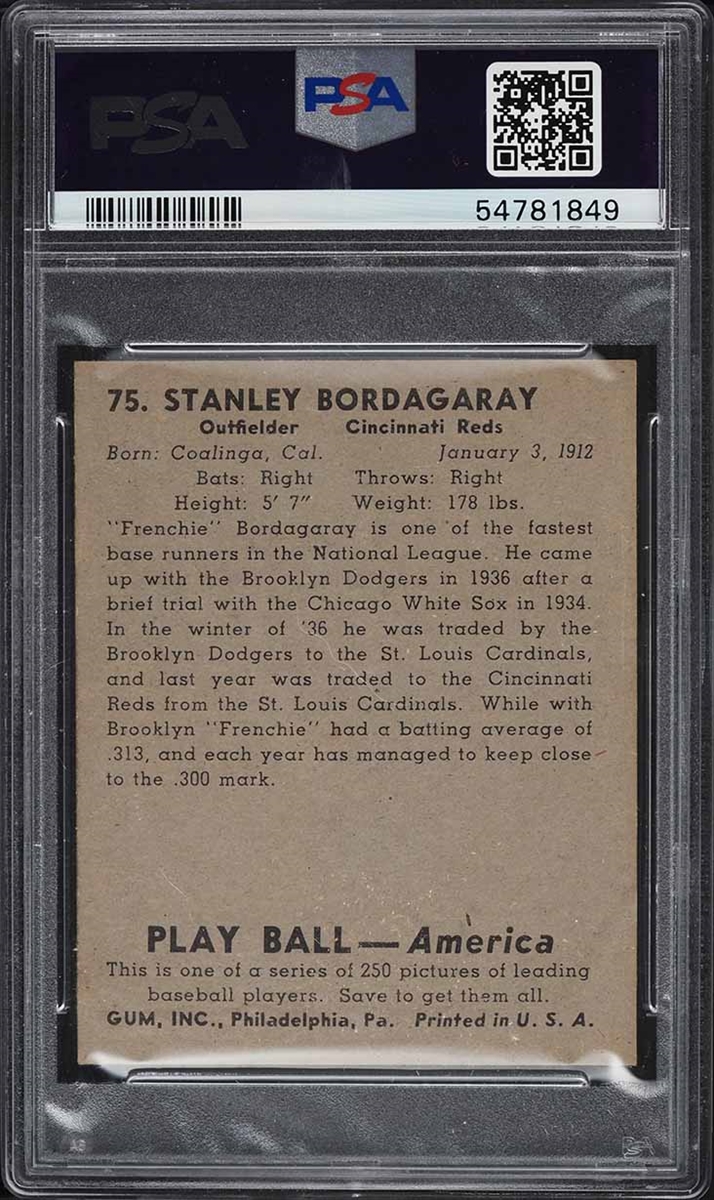 PSA
PSA
54781849
75. STANLEY BORDAGARAY
Outfielder Cincinnati Reds
Born: Coalinga, Cal. January 3, 1912
Bats: Right Throws: Right
Height: 5' 7" Weight: 178 lbs.
"Frenchie" Bordagaray is one of the fastest
base runners in the National League. He came
up with the Brooklyn Dodgers in 1936 after a
brief trial with the Chicago White Sox in 1934.
In the winter of '36 he was traded by the
Brooklyn Dodgers to the St. Louis Cardinals,
and last year was traded to the Cincinnati
Reds from the St. Louis Cardinals. While with
Brooklyn "Frenchie" had a batting average of
.313, and each year has managed to keep close
to the .300 mark.
PLAY BALL — America
This is one of a series of 250 pictures of leading
baseball players. Save to get them all.
GUM, INC., Philadelphia, Pa. Printed in U. S. A.
PSA